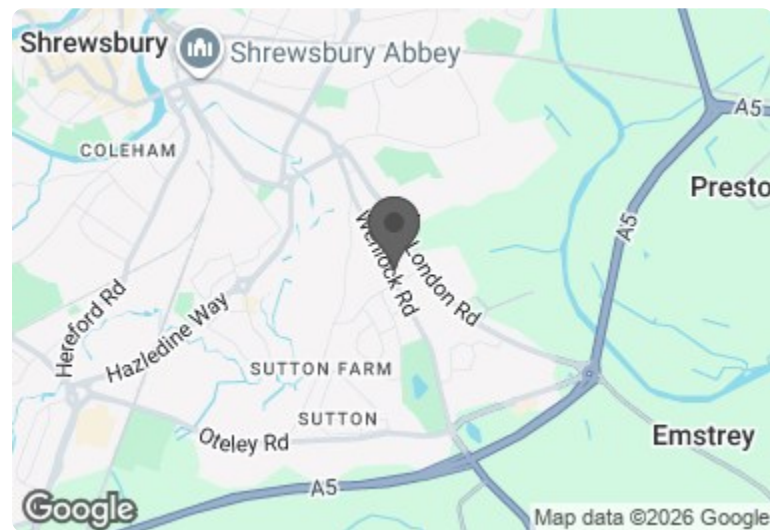 Shrewsbury
Shrewsbury Abbey
A5
COLEHAM
Presto
A5
Wenlock Rd
London Rd
Hereford Rd
Hazledine Way
SUTTON FARM
SUTTON
Oteley Rd
Emstrey
A5
Google
Map data ©2026 Google